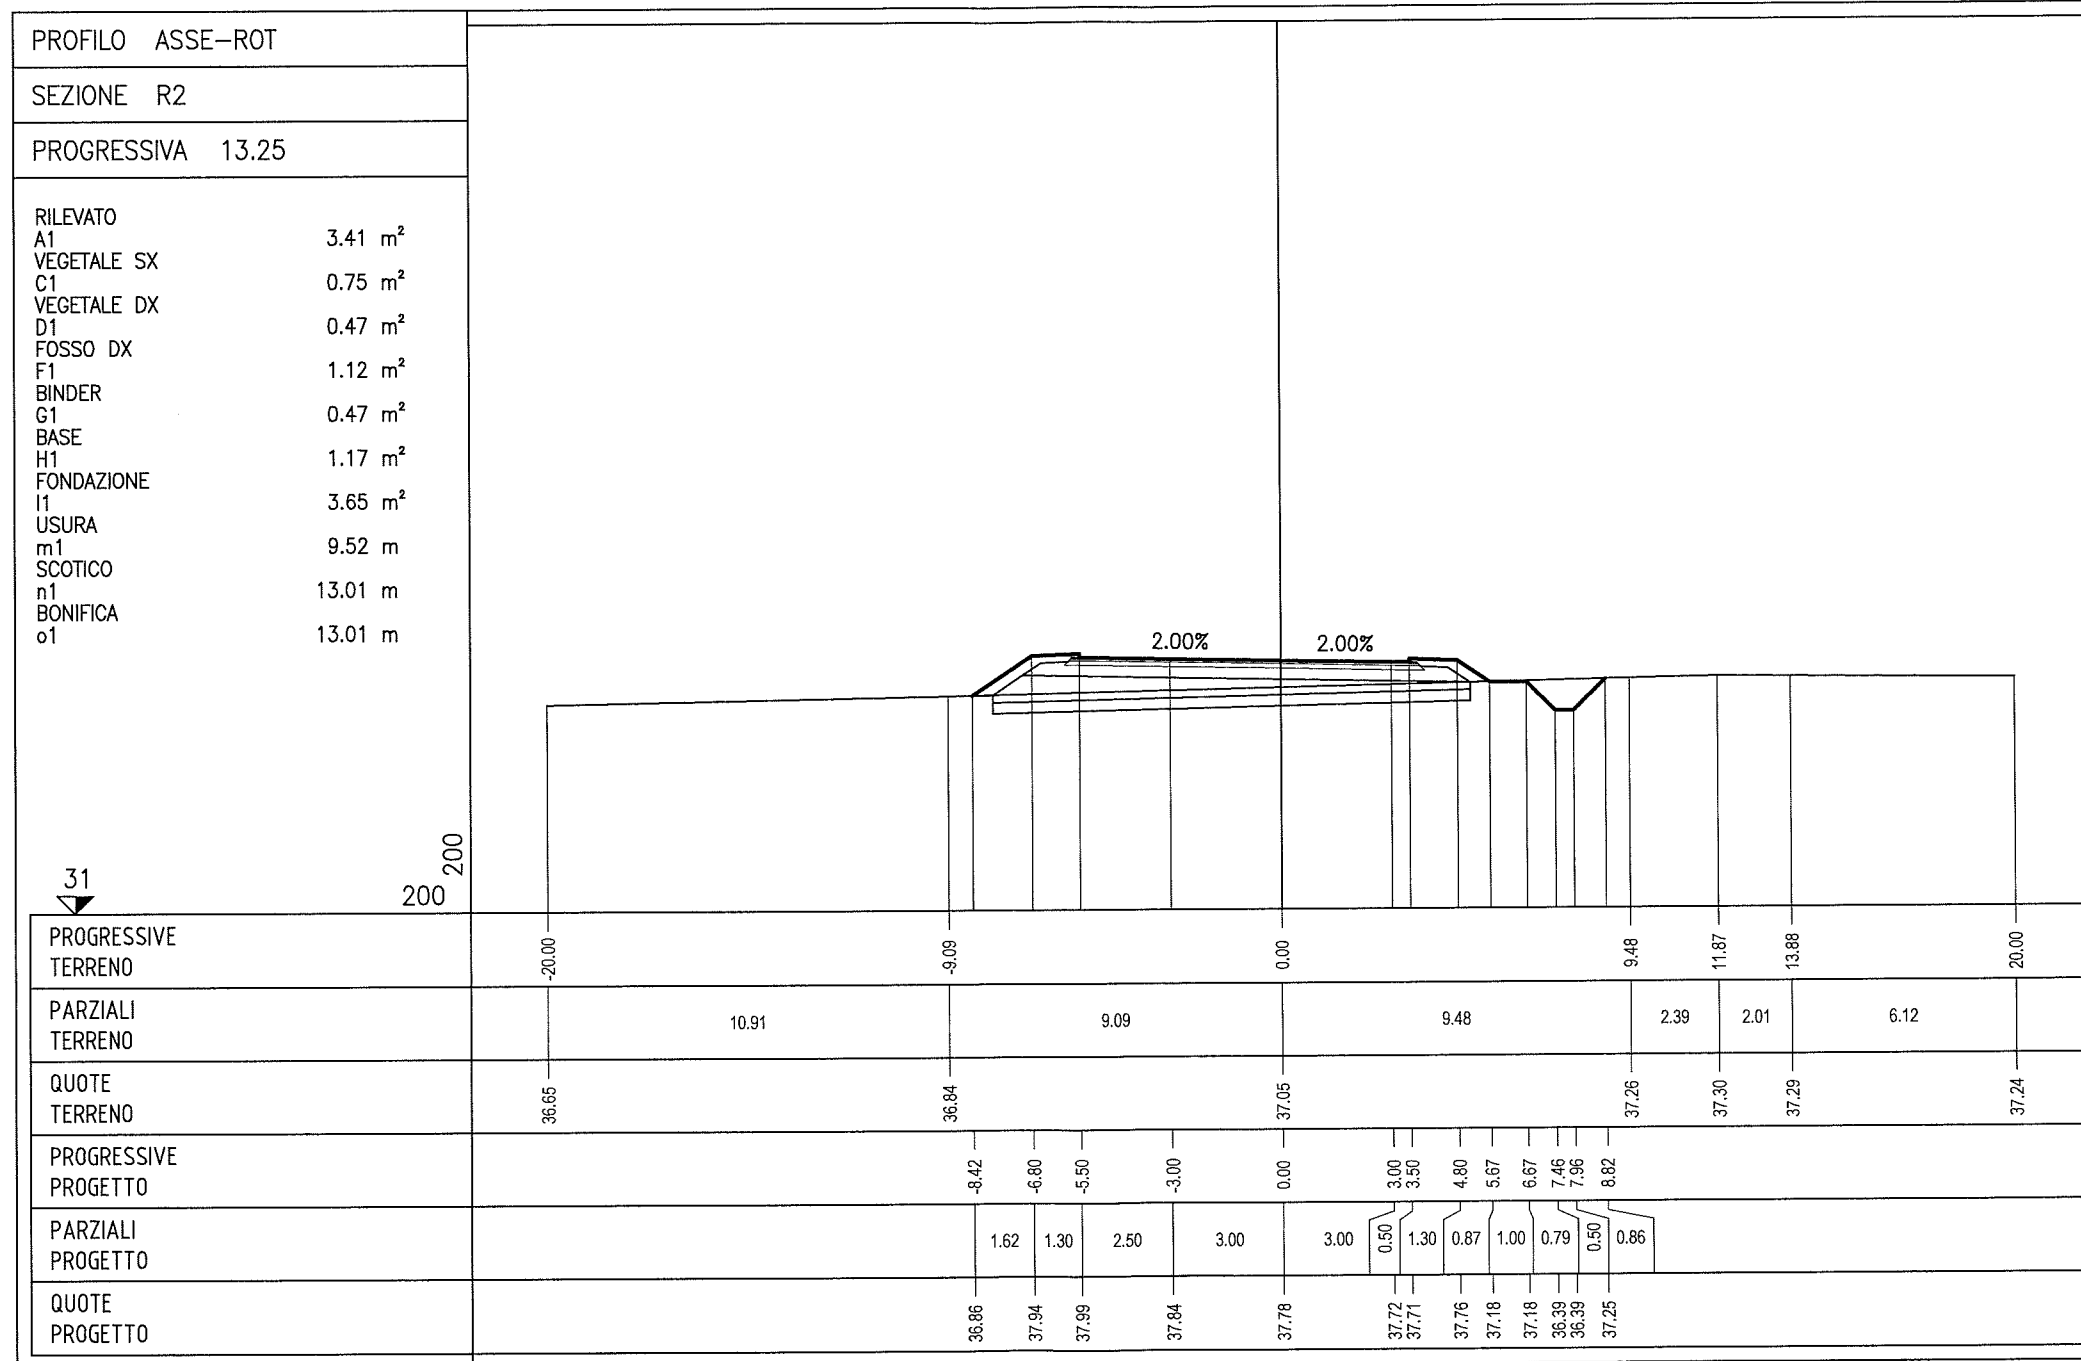 PROFILO ASSE-ROT
SEZIONE R2
PROGRESSIVA 13.25
RILEVATO
A1 3.41 m²
VEGETALE SX
C1 0.75 m²
VEGETALE DX
D1 0.47 m²
FOSSO DX
F1 1.12 m²
BINDER
G1 0.47 m²
BASE
H1 1.17 m²
FONDAZIONE
I1 3.65 m²
USURA
m1 9.52 m
SCOTICO
n1 13.01 m
BONIFICA
o1 13.01 m
2.00% 2.00%
200
31
200
PROGRESSIVE
TERRENO
-20.00 -9.09 0.00 9.48 11.87 13.88 20.00
PARZIALI
TERRENO
10.91 9.09 9.48 2.39 2.01 6.12
QUOTE
TERRENO
36.65 36.84 37.05 37.26 37.30 37.29 37.24
PROGRESSIVE
PROGETTO
-8.42 -6.80 -5.50 -3.00 0.00 3.00 3.50 4.80 5.67 6.67 7.46 7.96 8.82
PARZIALI
PROGETTO
1.62 1.30 2.50 3.00 3.00 0.50 1.30 0.87 1.00 0.79 0.50 0.86
QUOTE
PROGETTO
36.86 37.94 37.99 37.84 37.78 37.72 37.71 37.76 37.18 37.18 36.39 36.39 37.25